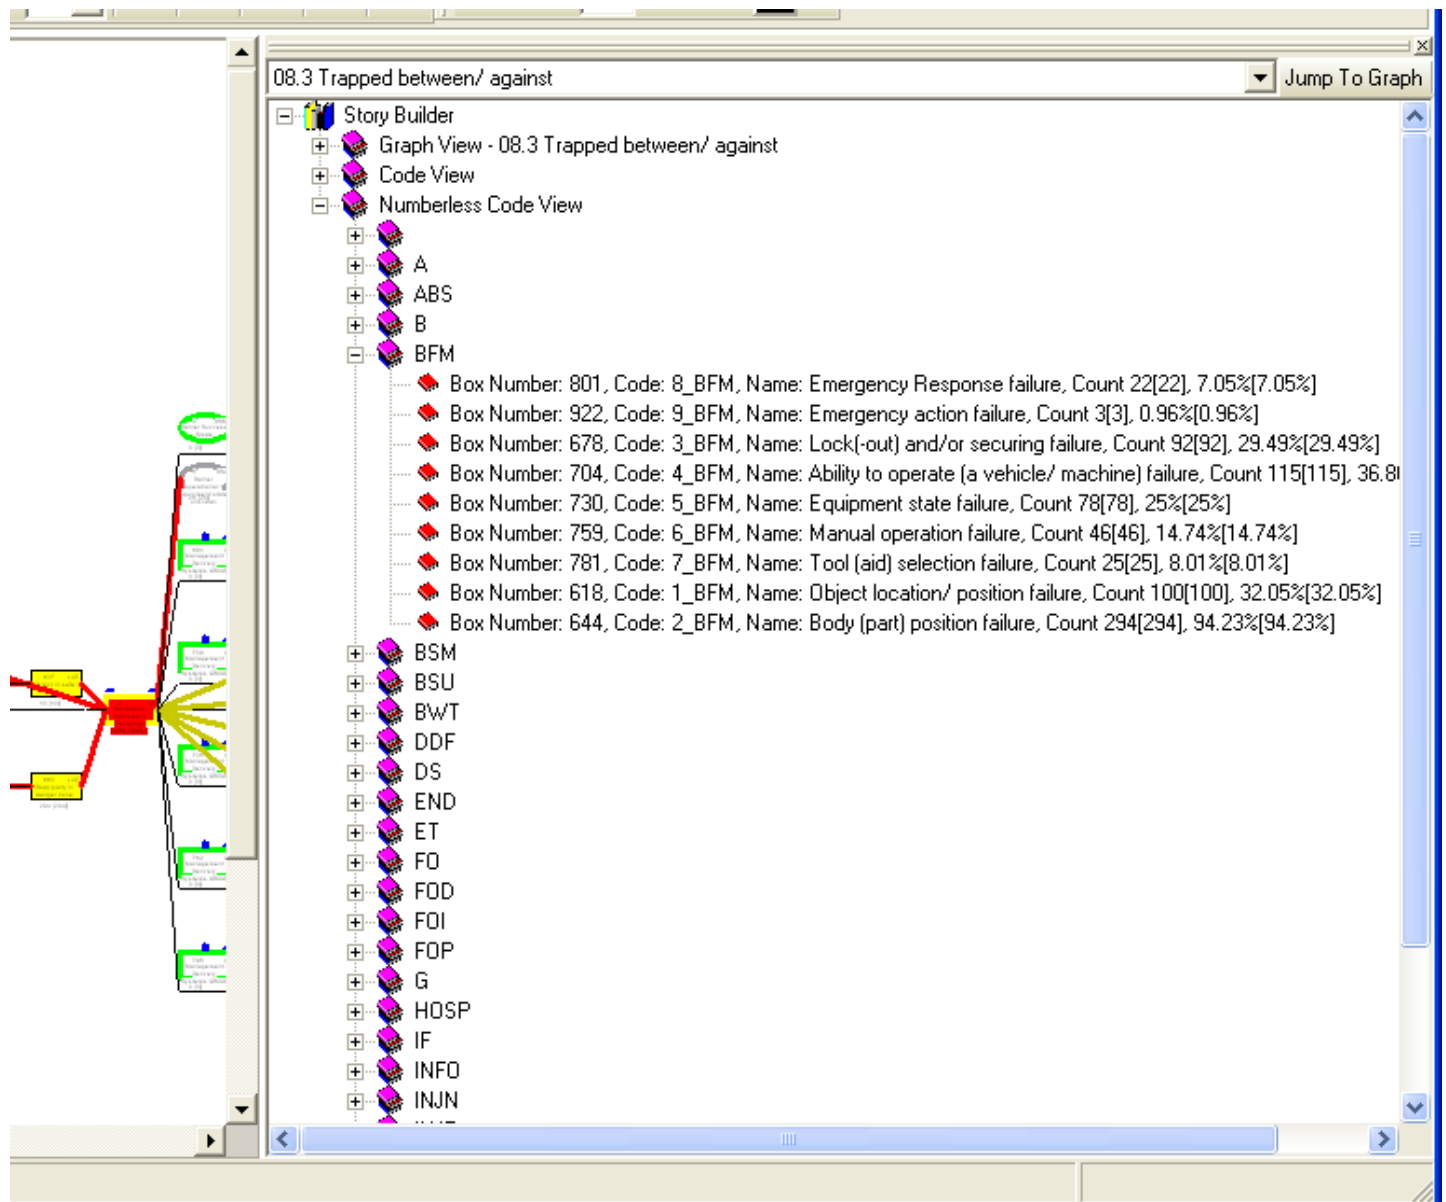 08.3 Trapped between/ against
Jump To Graph
Story Builder
Graph View - 08.3 Trapped between/ against
Code View
Numberless Code View
A
ABS
B
BFM
Box Number: 801, Code: 8_BFM, Name: Emergency Response failure, Count 22[22], 7.05%[7.05%]
Box Number: 922, Code: 9_BFM, Name: Emergency action failure, Count 3[3], 0.96%[0.96%]
Box Number: 678, Code: 3_BFM, Name: Lock(-out) and/or securing failure, Count 92[92], 29.49%[29.49%]
Box Number: 704, Code: 4_BFM, Name: Ability to operate (a vehicle/ machine) failure, Count 115[115], 36.8
Box Number: 730, Code: 5_BFM, Name: Equipment state failure, Count 78[78], 25%[25%]
Box Number: 759, Code: 6_BFM, Name: Manual operation failure, Count 46[46], 14.74%[14.74%]
Box Number: 781, Code: 7_BFM, Name: Tool (aid) selection failure, Count 25[25], 8.01%[8.01%]
Box Number: 618, Code: 1_BFM, Name: Object location/ position failure, Count 100[100], 32.05%[32.05%]
Box Number: 644, Code: 2_BFM, Name: Body (part) position failure, Count 294[294], 94.23%[94.23%]
BSM
BSU
BWT
DDF
DS
END
ET
FO
FOD
FOI
FOP
G
HOSP
IF
INFO
INJN